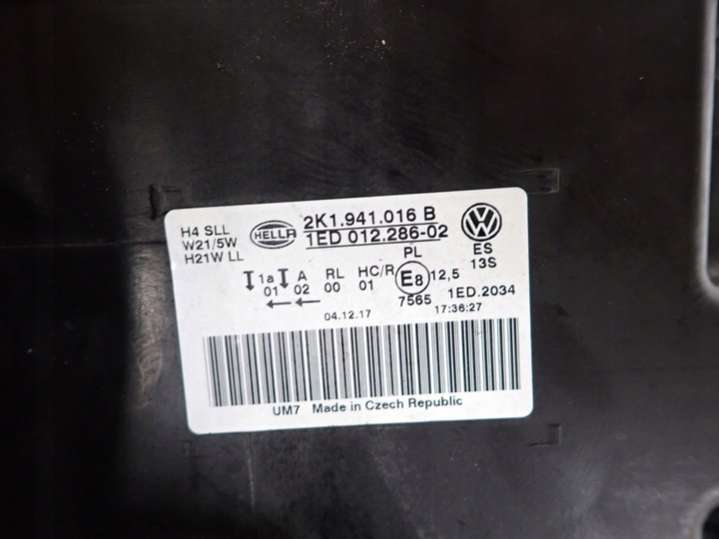 H4 SLL
W21/5W
H21W LL
HELLA
2K1.941.016 B
1ED 012.286-02
PL
ES
13S
1a A RL HC/R E8 12,5
01 02 00 01
7565 1ED.2034
04.12.17 17:36:27
UM7 Made in Czech Republic